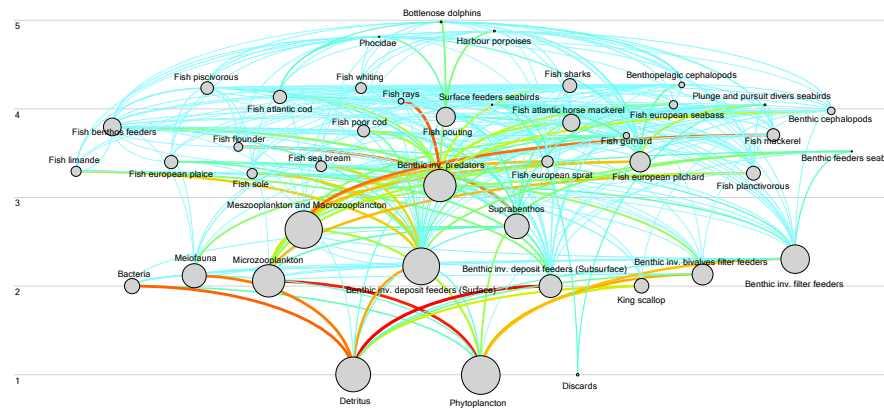 5
Bottlenose dolphins
Phocidae
Harbour porpoises
Fish piscivorous
Fish whiting
Fish sharks
Benthopelagic cephalopods
Fish atlantic cod
Fish rays
Surface feeders seabirds
Plunge and pursuit divers seabirds
4
Fish atlantic horse mackerel
Fish european seabass
Benthic cephalopods
Fish benthos feeders
Fish poor cod
Fish pouting
Fish flounder
Fish gurnard
Fish mackerel
Fish limande
Fish european plaice
Fish sea bream
Benthic inv. predators
Fish european sprat
Fish european pilchard
Benthic feeders seab
Fish sole
Fish planctivorous
3
Meszooplankton and Macrozooplancton
Suprabenthos
Meiofauna
Microzooplankton
Bacteria
Benthic inv. deposit feeders (Subsurface)
Benthic inv. bivalves filter feeders
2
Benthic inv. deposit feeders (Surface)
King scallop
Benthic inv. filter feeders
1
Detritus
Phytoplancton
Discards